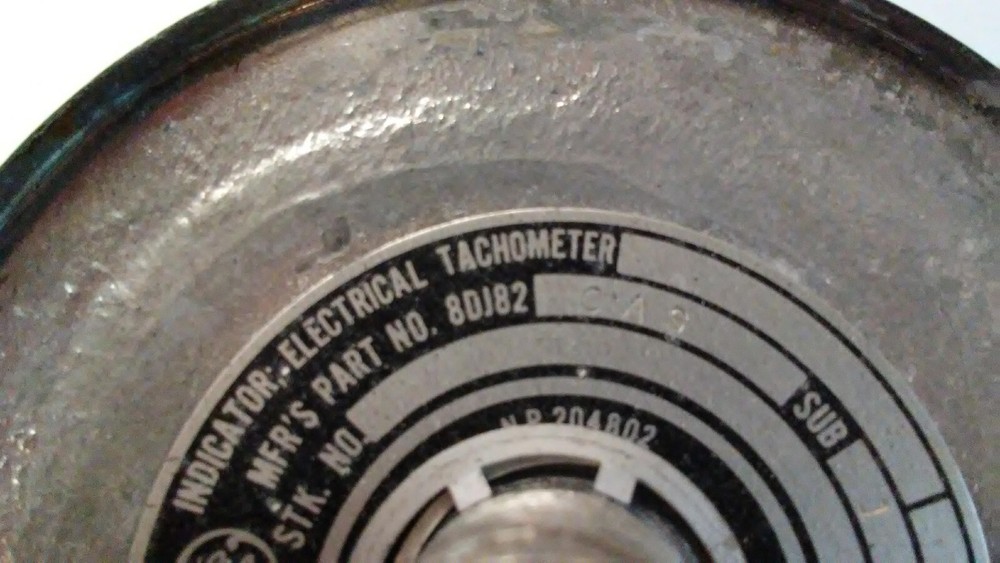 INDICATOR:-ELECTRICAL TACHOMETER
MFR'S PART NO. 8DJ82
SUB
STK. NO
N.P. 204802